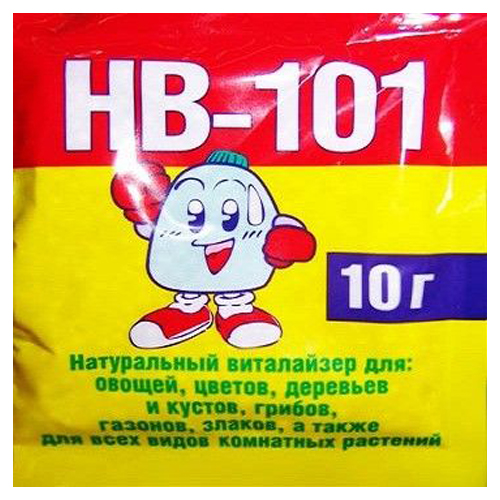 HB-101
10 г
Натуральный виталайзер для:
овощей, цветов, деревьев
и кустов, грибов,
газонов, злаков, а также
для всех видов комнатных растений